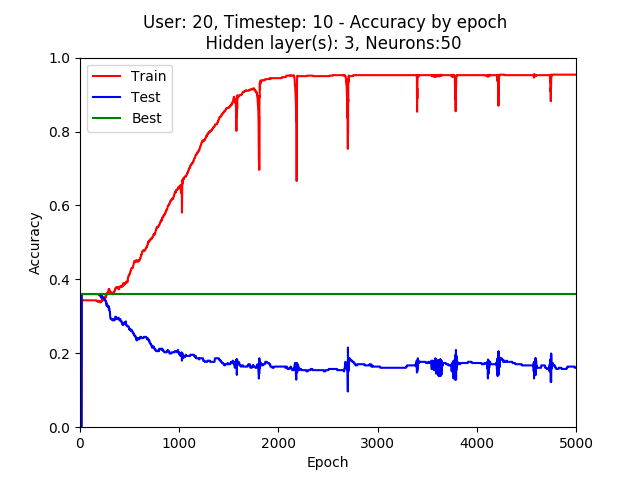 User: 20, Timestep: 10 - Accuracy by epoch
Hidden layer(s): 3, Neurons:50
1.0
Train
Test
Best
0.8
0.6
Accuracy
0.4
0.2
0.0
0 1000 2000 3000 4000 5000
Epoch